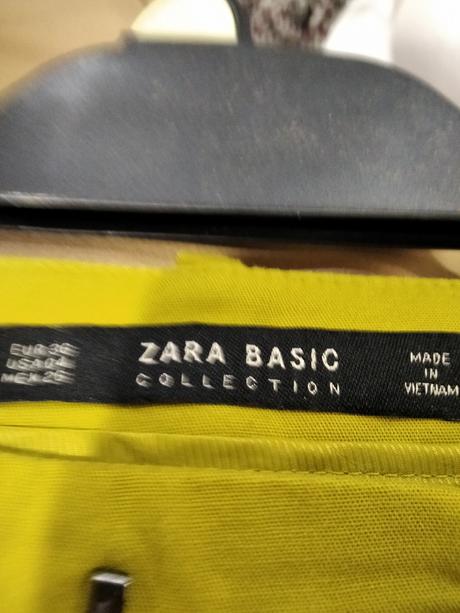 EUR 36
USA 04
MEX 26
ZARA BASIC
COLLECTION
MADE
IN
VIETNAM